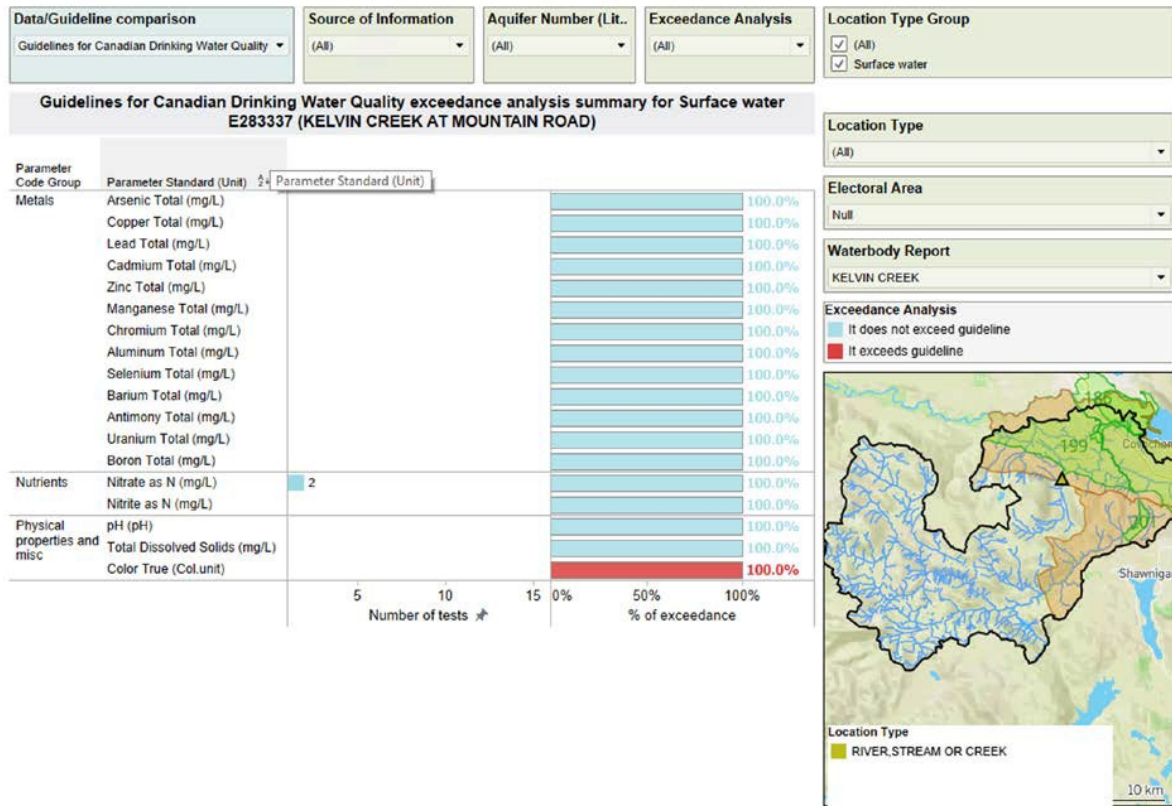 Data/Guideline comparison
Guidelines for Canadian Drinking Water Quality
Source of Information
(All)
Aquifer Number (Lit..
(All)
Exceedance Analysis
(All)
Location Type Group
(All)
Surface water
Guidelines for Canadian Drinking Water Quality exceedance analysis summary for Surface water
E283337 (KELVIN CREEK AT MOUNTAIN ROAD)
Location Type
(All)
Electoral Area
Null
Waterbody Report
KELVIN CREEK
Exceedance Analysis
It does not exceed guideline
It exceeds guideline
Parameter
Code Group
Parameter Standard (Unit)
Parameter Standard (Unit)
Metals
Arsenic Total (mg/L) 100.0%
Copper Total (mg/L) 100.0%
Lead Total (mg/L) 100.0%
Cadmium Total (mg/L) 100.0%
Zinc Total (mg/L) 100.0%
Manganese Total (mg/L) 100.0%
Chromium Total (mg/L) 100.0%
Aluminum Total (mg/L) 100.0%
Selenium Total (mg/L) 100.0%
Barium Total (mg/L) 100.0%
Antimony Total (mg/L) 100.0%
Uranium Total (mg/L) 100.0%
Boron Total (mg/L) 100.0%
Nutrients
Nitrate as N (mg/L) 2 100.0%
Nitrite as N (mg/L) 100.0%
Physical
properties and
misc
pH (pH) 100.0%
Total Dissolved Solids (mg/L) 100.0%
Color True (Col.unit) 100.0%
5 10 15 0% 50% 100%
Number of tests % of exceedance
199
Shawnigan
Location Type
RIVER,STREAM OR CREEK
10 km